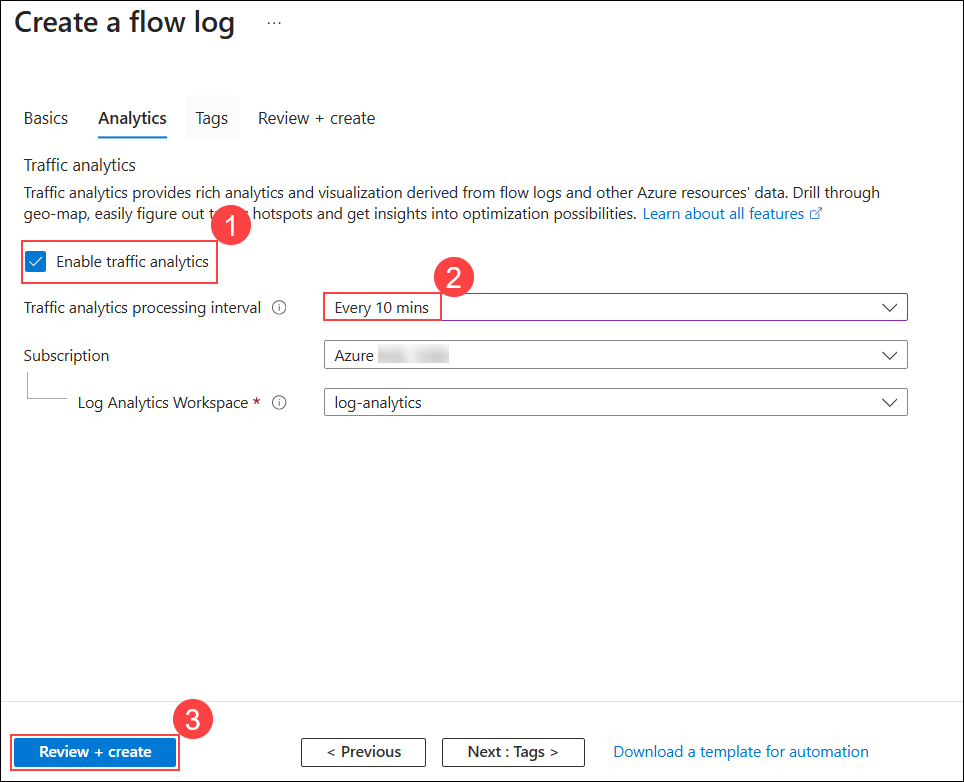 Create a flow log ...
Basics Analytics Tags Review + create
Traffic analytics
Traffic analytics provides rich analytics and visualization derived from flow logs and other Azure resources' data. Drill through
geo-map, easily figure out hotspots and get insights into optimization possibilities. Learn about all features
1
Enable traffic analytics
2
Traffic analytics processing interval Every 10 mins
Subscription Azure
Log Analytics Workspace * log-analytics
3
Review + create < Previous Next : Tags > Download a template for automation